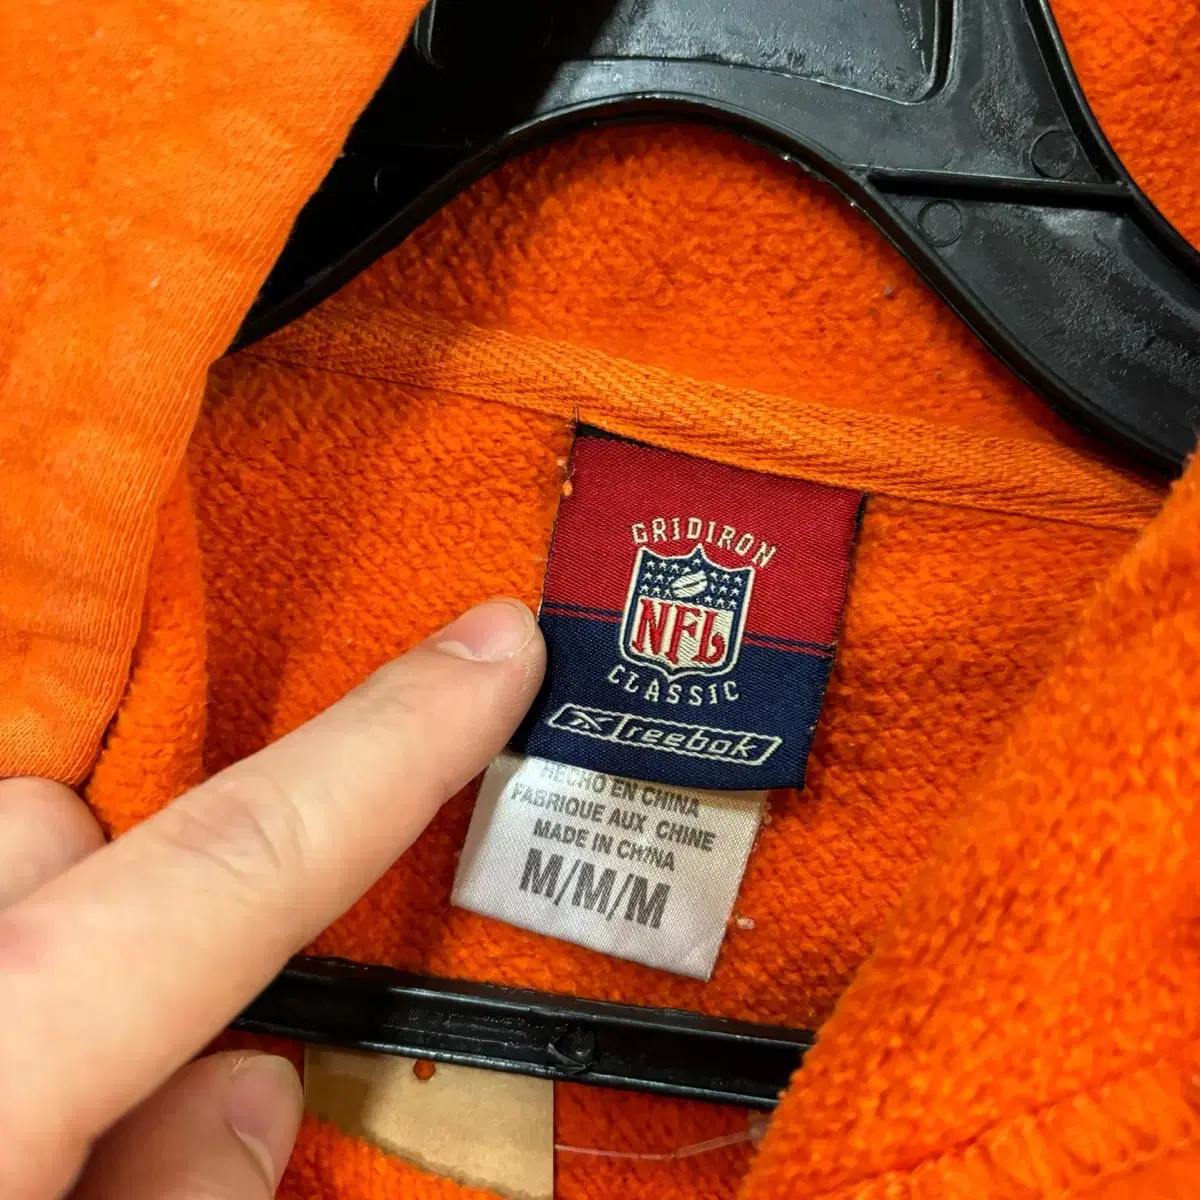 GRIDIRON
NFL
CLASSIC
Reebok
HECHO EN CHINA
FABRIQUE AUX CHINE
MADE IN CHINA
M/M/M